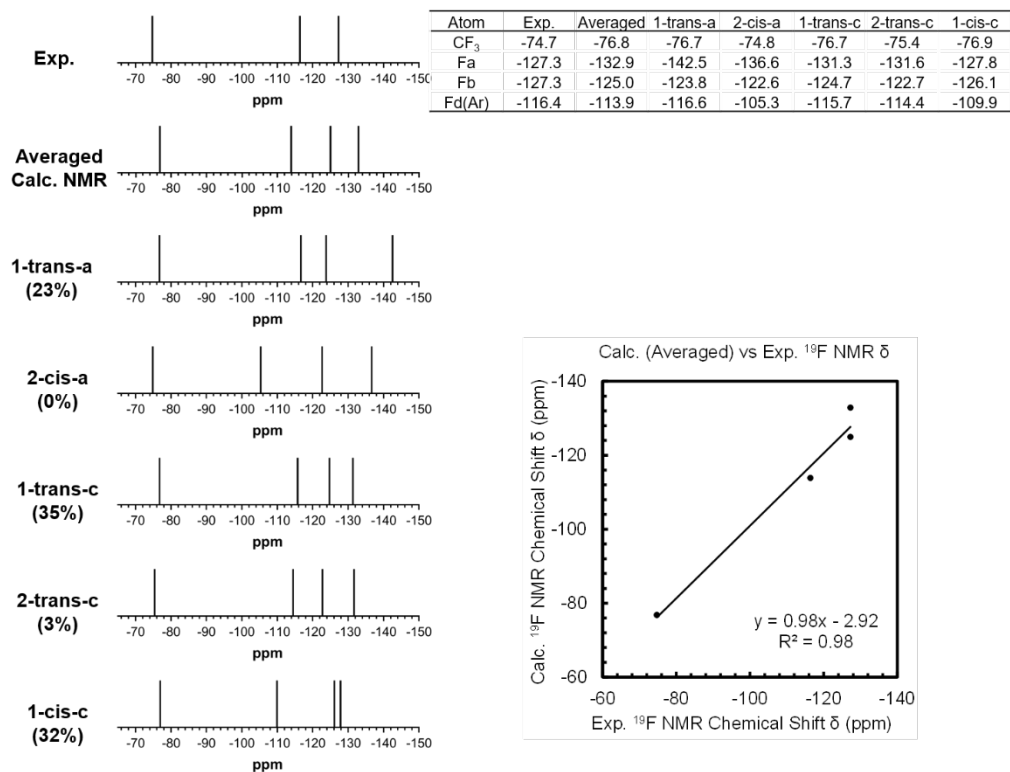 Exp.
-70 -80 -90 -100 -110 -120 -130 -140 -150
ppm
Averaged
Calc. NMR
-70 -80 -90 -100 -110 -120 -130 -140 -150
ppm
1-trans-a
(23%)
-70 -80 -90 -100 -110 -120 -130 -140 -150
ppm
2-cis-a
(0%)
-70 -80 -90 -100 -110 -120 -130 -140 -150
ppm
1-trans-c
(35%)
-70 -80 -90 -100 -110 -120 -130 -140 -150
ppm
2-trans-c
(3%)
-70 -80 -90 -100 -110 -120 -130 -140 -150
ppm
1-cis-c
(32%)
-70 -80 -90 -100 -110 -120 -130 -140 -150
ppm
Atom Exp. Averaged 1-trans-a 2-cis-a 1-trans-c 2-trans-c 1-cis-c
CF₃ -74.7 -76.8 -76.7 -74.8 -76.7 -75.4 -76.9
Fa -127.3 -132.9 -142.5 -136.6 -131.3 -131.6 -127.8
Fb -127.3 -125.0 -123.8 -122.6 -124.7 -122.7 -126.1
Fd(Ar) -116.4 -113.9 -116.6 -105.3 -115.7 -114.4 -109.9
Calc. (Averaged) vs Exp. ¹⁹F NMR δ
Calc. ¹⁹F NMR Chemical Shift δ (ppm)
-140
-120
-100
-80
-60
y = 0.98x - 2.92
R² = 0.98
-60 -80 -100 -120 -140
Exp. ¹⁹F NMR Chemical Shift δ (ppm)